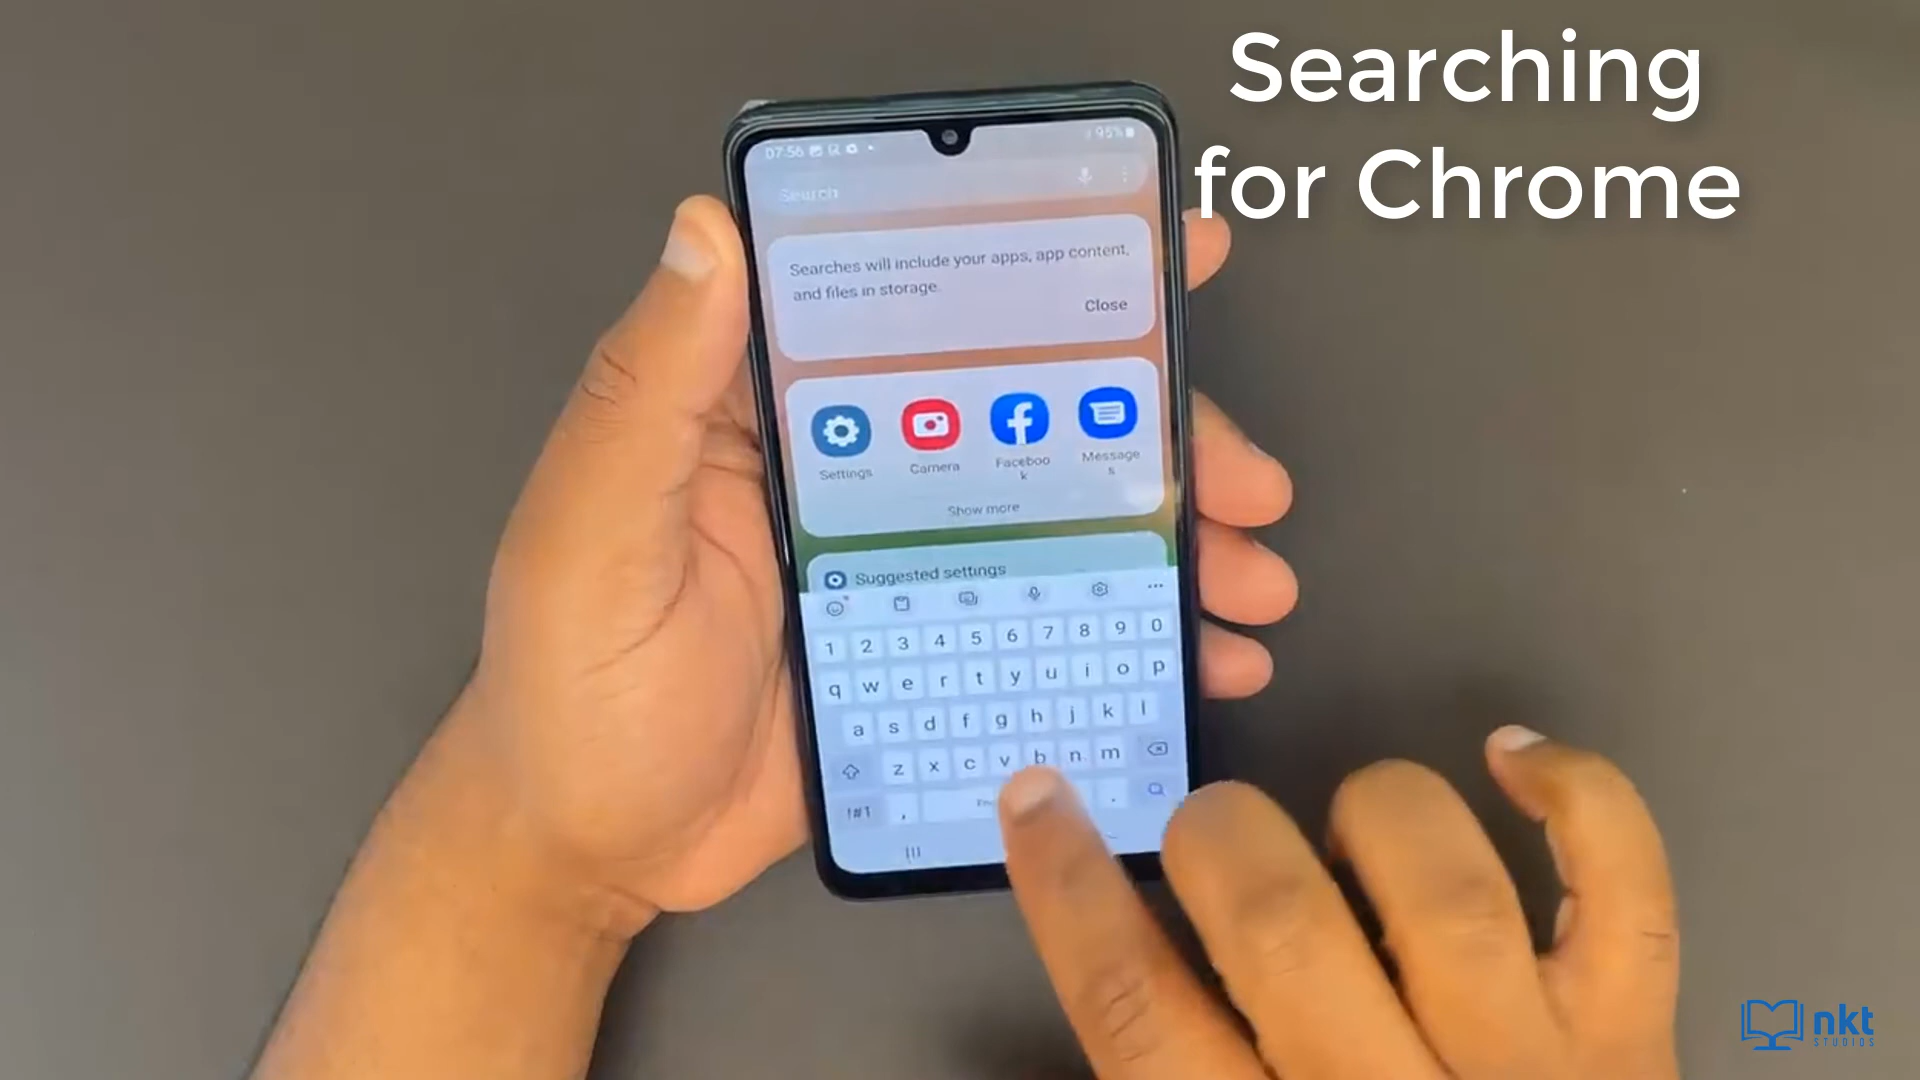 Searching
for Chrome
07:56
95%
Search
Searches will include your apps, app content,
and files in storage.
Close
Settings
Camera
Faceboo
k
Message
s
Show more
Suggested settings
1 2 3 4 5 6 7 8 9 0
q w e r t y u i o p
a s d f g h j k l
z x c v b n m
!#1 , .
nkt
STUDIOS